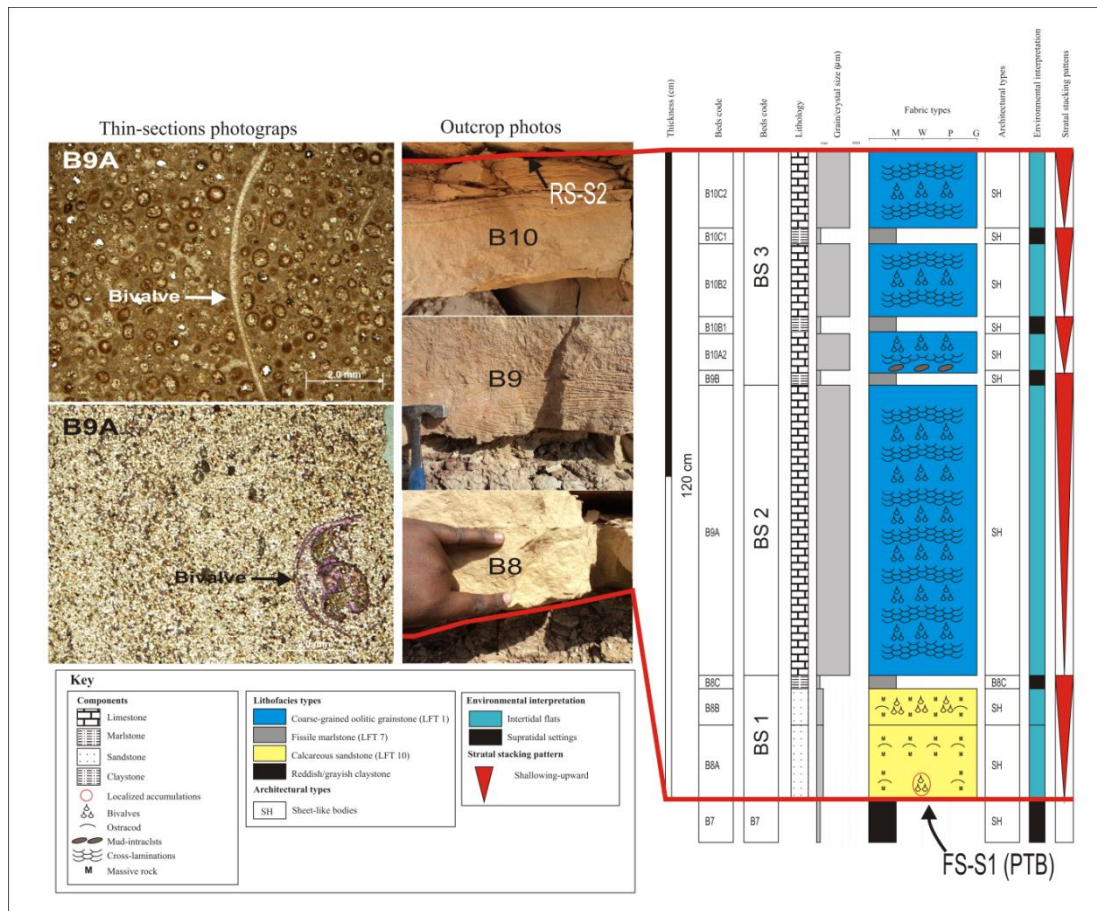 Thin-sections photograps
Outcrop photos
Thickness (cm)
Beds code
Beds code
Lithology
Grain/crystal size (µm)
Fabric types
M W P G
Architectural types
Environmental interpretation
Stratal stacking pattens
B9A
Bivalve
2.0 mm
B9A
Bivalve
RS-S2
B10
B9
B8
120 cm
B10C2
B10C1
B10B2
B10B1
B10A2
B9B
B9A
B8C
B8B
B8A
B7
BS 3
BS 2
BS 1
B7
SH
SH
SH
SH
SH
SH
SH
B8C
SH
SH
SH
M M M M
M M M
M M
M M
M M
FS-S1 (PTB)
Key
Components
Limestone
Marlstone
Sandstone
Claystone
Localized accumulations
Bivalves
Ostracod
Mud-intraclsts
Cross-laminations
M Massive rock
Lithofacies types
Coarse-grained oolitic grainstone (LFT 1)
Fissile marlstone (LFT 7)
Calcareous sandstone (LFT 10)
Reddish/grayish claystone
Architectural types
SH Sheet-like bodies
Environmental interpretation
Intertidal flats
Supratidal settings
Stratal stacking pattern
Shallowing-upward